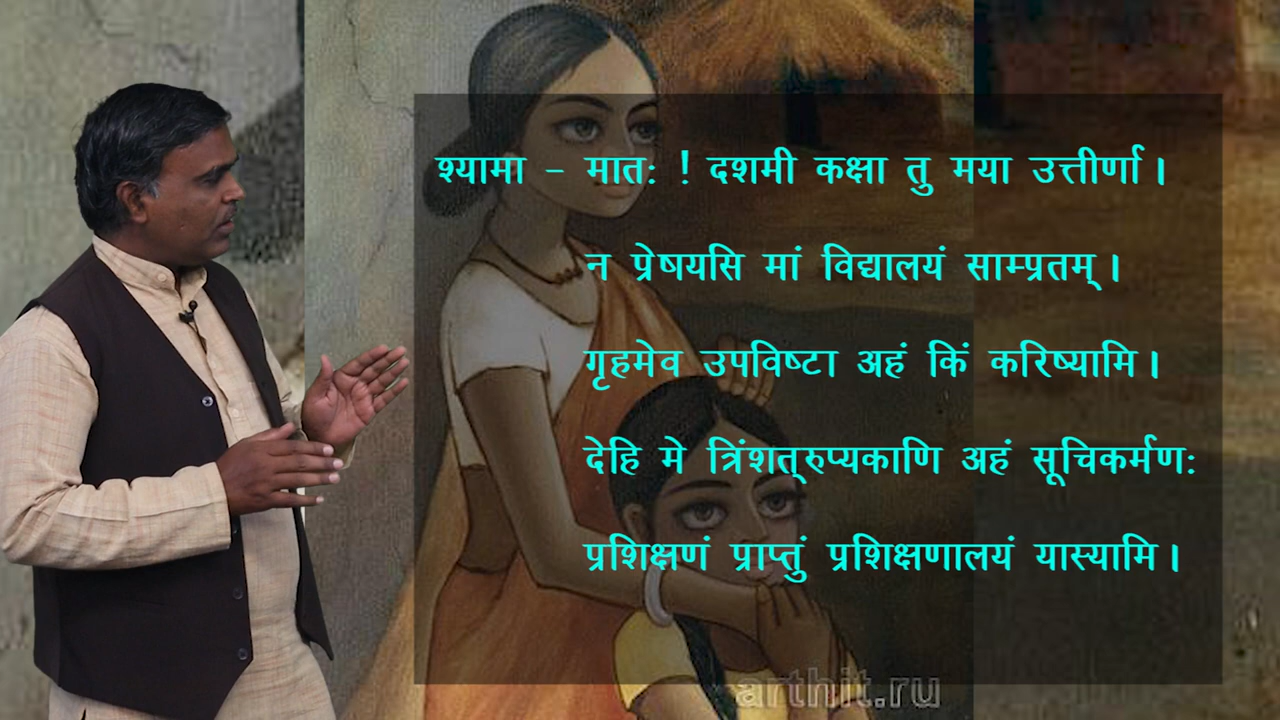 श्यामा - मातः ! दशमी कक्षा तु मया उत्तीर्णा।
न प्रेषयसि मां विद्यालयं साम्प्रतम्।
गृहमेव उपविष्टा अहं किं करिष्यामि।
देहि मे त्रिंशत्रुप्यकाणि अहं सूचिकर्मणः
प्रशिक्षणं प्राप्तुं प्रशिक्षणालयं यास्यामि।
arthit.ru